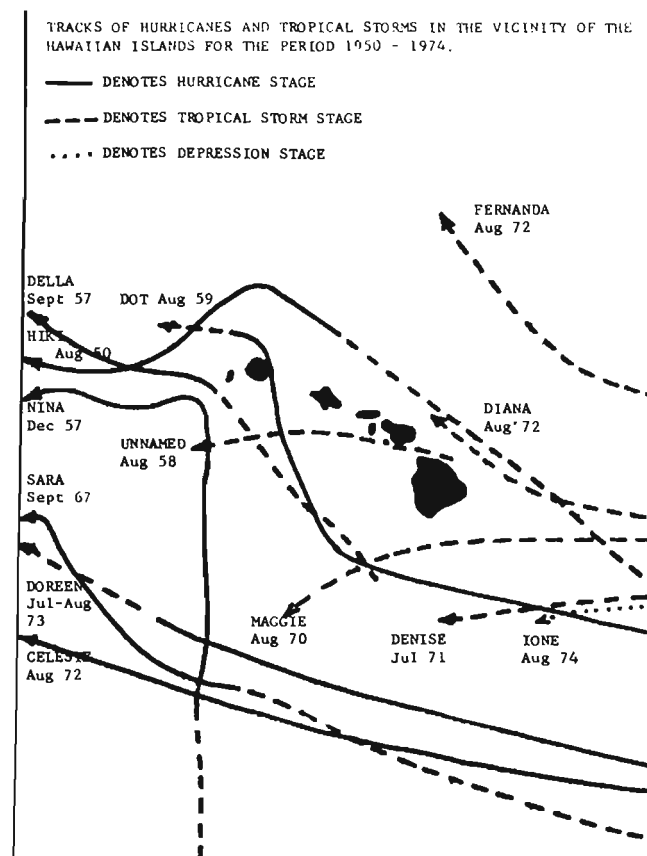 TRACKS OF HURRICANES AND TROPICAL STORMS IN THE VICINITY OF THE
HAWAIIAN ISLANDS FOR THE PERIOD 1950 - 1974.
DENOTES HURRICANE STAGE
DENOTES TROPICAL STORM STAGE
DENOTES DEPRESSION STAGE
FERNANDA
Aug 72
DELLA
Sept 57
DOT Aug 59
HIKI
Aug 50
NINA
Dec 57
DIANA
Aug 72
UNNAMED
Aug 58
SARA
Sept 67
DOREEN
Jul-Aug
73
MAGGIE
Aug 70
DENISE
Jul 71
IONE
Aug 74
CELESTE
Aug 72